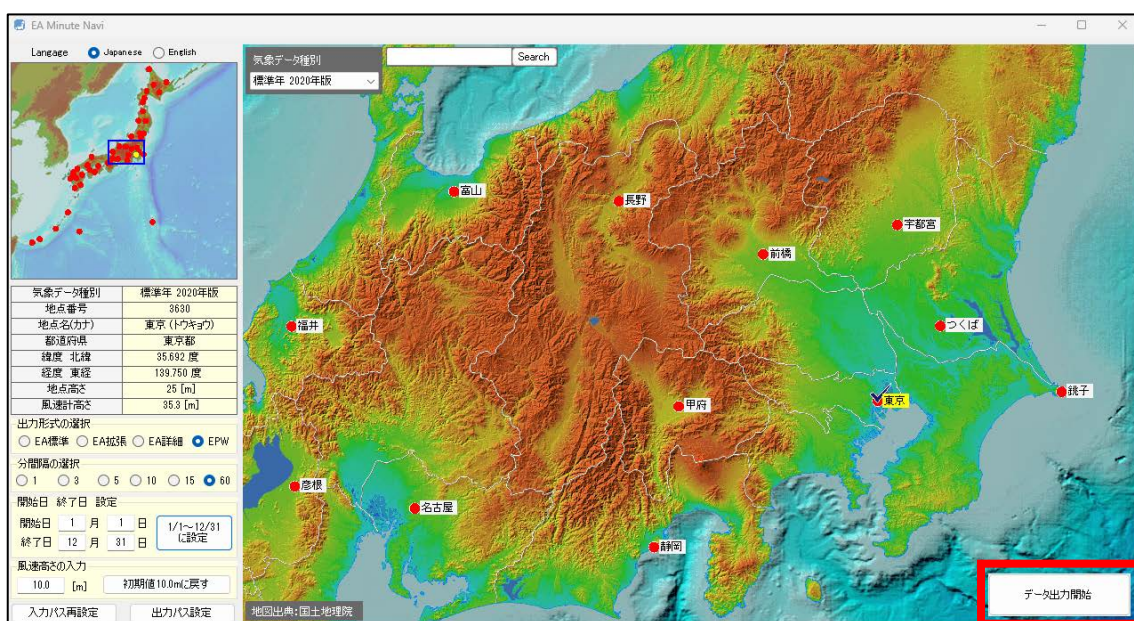 EA Minute Navi
Langage Japanese English
気象データ種別
標準年 2020年版
Search
気象データ種別 標準年 2020年版
地点番号 3630
地点名(カナ) 東京 (トウキョウ)
都道府県 東京都
緯度 北緯 35.692 度
経度 東経 139.750 度
地点高さ 25 [m]
風速計高さ 35.3 [m]
出力形式の選択
EA標準 EA拡張 EA詳細 EPW
分間隔の選択
1 3 5 10 15 60
開始日 終了日 設定
開始日 1 月 1 日
終了日 12 月 31 日
1/1～12/31
に設定
風速高さの入力
10.0 [m] 初期値10.0mに戻す
入力パス再設定 出力パス設定
富山
長野
宇都宮
前橋
福井
つくば
甲府
東京
銚子
彦根
名古屋
静岡
地図出典:国土地理院
データ出力開始